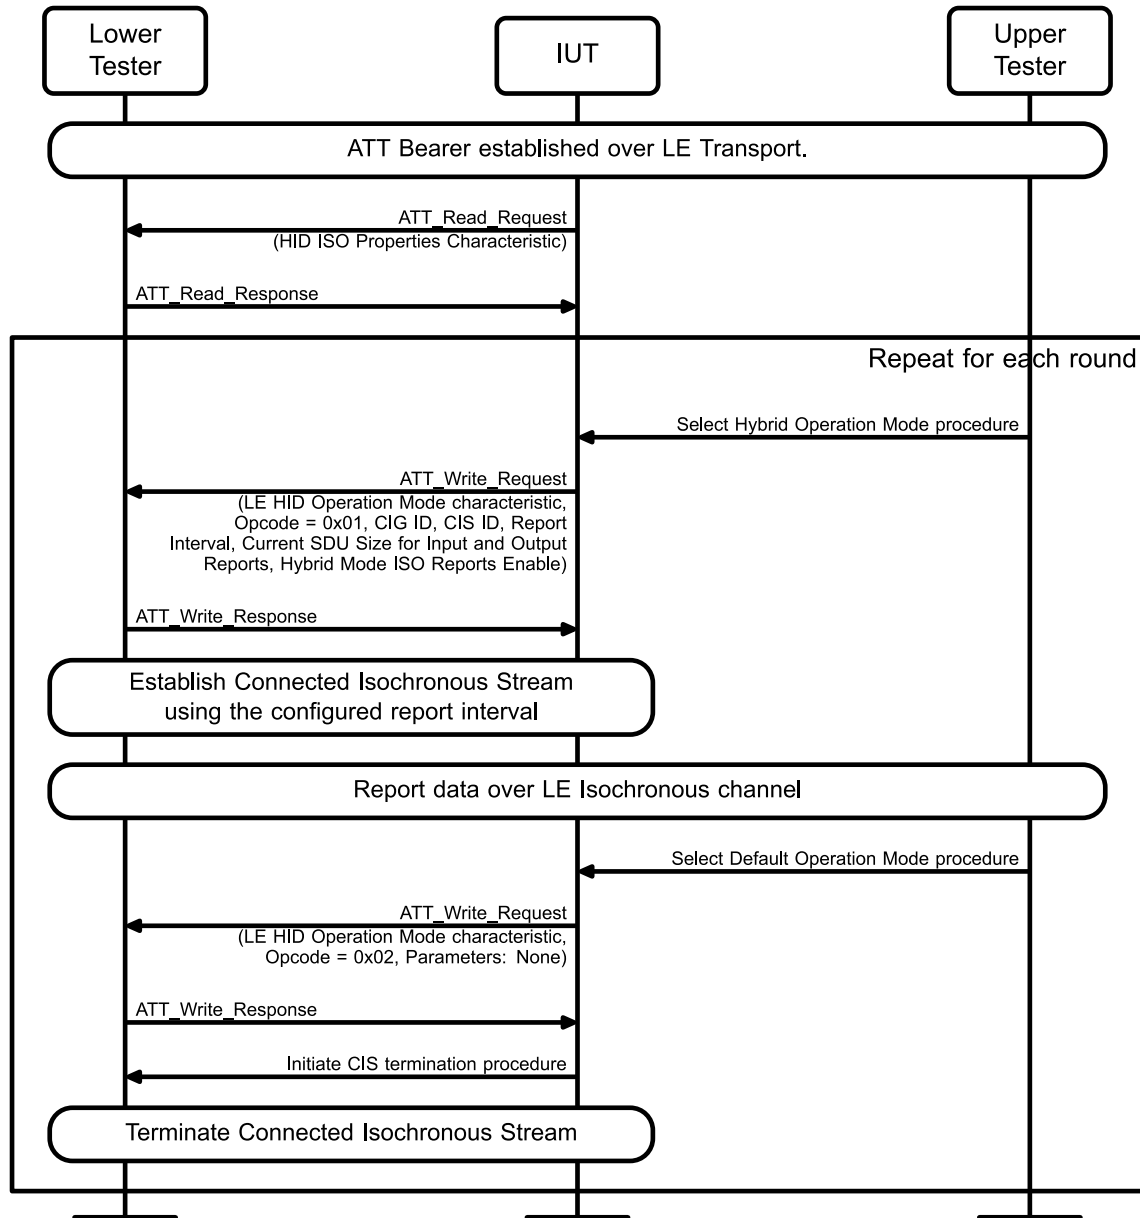 Lower
Tester
IUT
Upper
Tester
ATT Bearer established over LE Transport.
ATT_Read_Request
(HID ISO Properties Characteristic)
ATT_Read_Response
Repeat for each round
Select Hybrid Operation Mode procedure
ATT_Write_Request
(LE HID Operation Mode characteristic,
Opcode = 0x01, CIG ID, CIS ID, Report
Interval, Current SDU Size for Input and Output
Reports, Hybrid Mode ISO Reports Enable)
ATT_Write_Response
Establish Connected Isochronous Stream
using the configured report interval
Report data over LE Isochronous channel
Select Default Operation Mode procedure
ATT_Write_Request
(LE HID Operation Mode characteristic,
Opcode = 0x02, Parameters: None)
ATT_Write_Response
Initiate CIS termination procedure
Terminate Connected Isochronous Stream